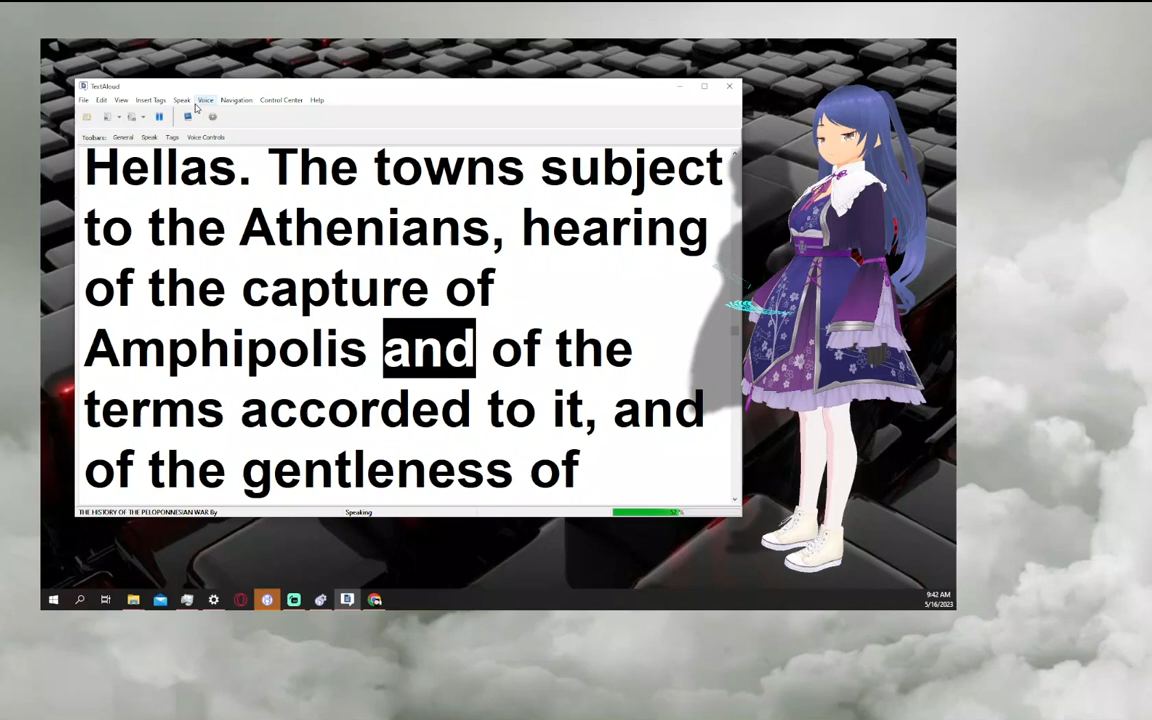 TextAloud
File Edit View Insert Tags Speak Voice Navigation Control Center Help
Toolbars: General Speak Tags Voice Controls
Hellas. The towns subject
to the Athenians, hearing
of the capture of
Amphipolis and of the
terms accorded to it, and
of the gentleness of
THE HISTORY OF THE PELOPONNESIAN WAR By Speaking
9:42 AM
5/16/2023